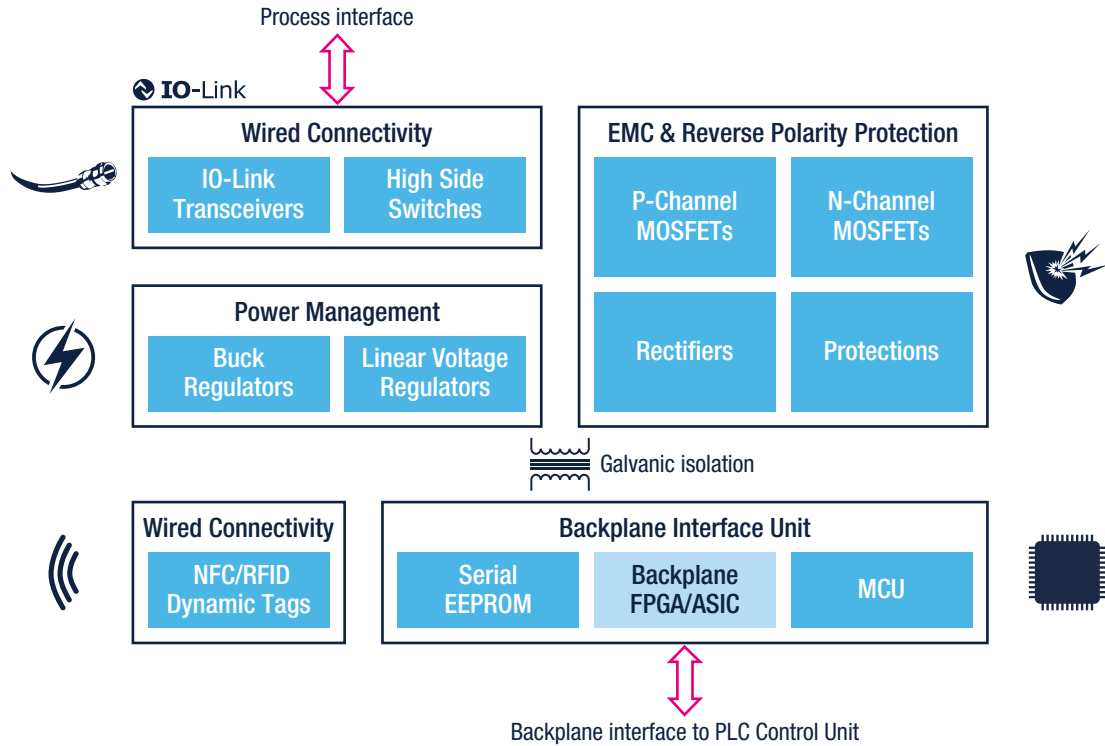 Process interface
IO-Link
Wired Connectivity
IO-Link
Transceivers
High Side
Switches
EMC & Reverse Polarity Protection
P-Channel
MOSFETs
N-Channel
MOSFETs
Rectifiers
Protections
Power Management
Buck
Regulators
Linear Voltage
Regulators
Galvanic isolation
Wired Connectivity
NFC/RFID
Dynamic Tags
Backplane Interface Unit
Serial
EEPROM
Backplane
FPGA/ASIC
MCU
Backplane interface to PLC Control Unit